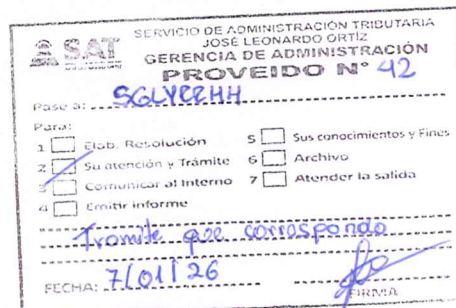 SAT
SERVICIO DE ADMINISTRACIÓN TRIBUTARIA
JOSÉ LEONARDO ORTÍZ
GERENCIA DE ADMINISTRACIÓN
PROVEIDO N° 42
Pase a: SGLYRRHH
Para:
1 Elab. Resolución
2 Su atención y Trámite
3 Comunicar al Interno
4 Emitir informe
5 Sus conocimientos y Fines
6 Archivo
7 Atender la salida
Tramite que corresponda
FECHA: 7/01/26
FIRMA